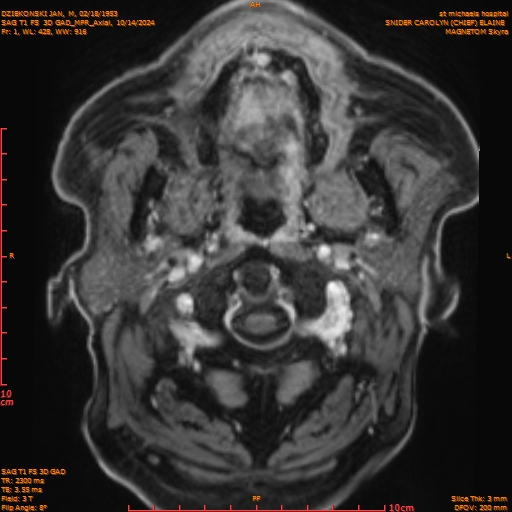 AH
DZIEKONSKI JAN, M, 02/18/1953
SAG T1 FS 3D GAD_MPR_Axial, 10/14/2024
Fr: 1, WL: 428, WW: 916
st michaels hospital
SNIDER CAROLYN (CHIEF) ELAINE
MAGNETOM Skyra
R
L
10
cm
SAG T1 FS 3D GAD
TR: 2300 ms
TE: 3.55 ms
Field: 3 T
Flip Angle: 8°
PF
10cm
Slice Thk: 3 mm
DFOV: 200 mm